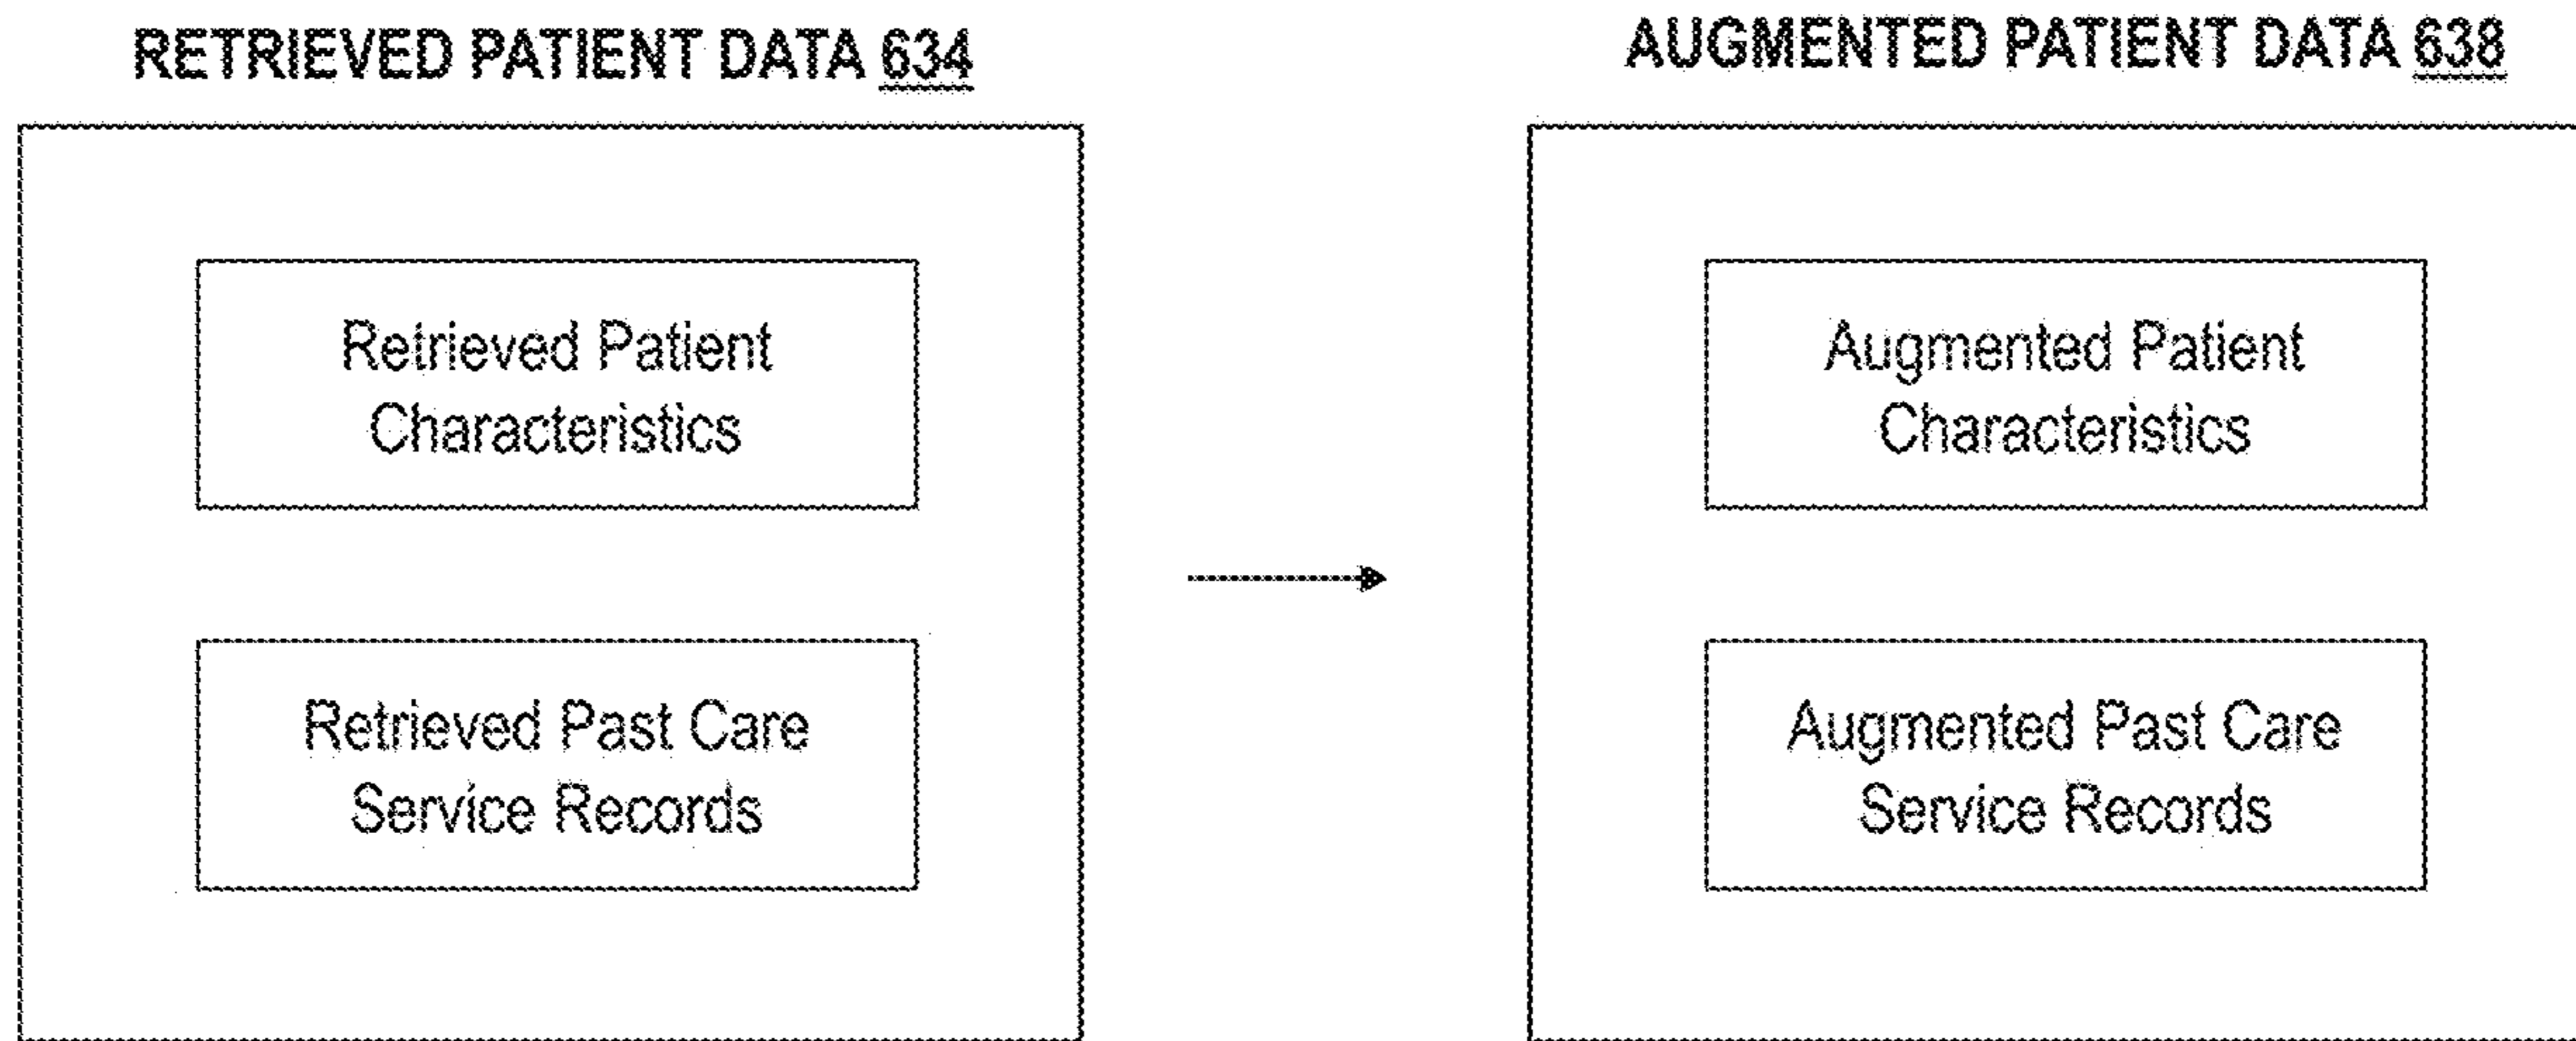 RETRIEVED PATIENT DATA 634
Retrieved Patient
Characteristics
Retrieved Past Care
Service Records
AUGMENTED PATIENT DATA 638
Augmented Patient
Characteristics
Augmented Past Care
Service Records